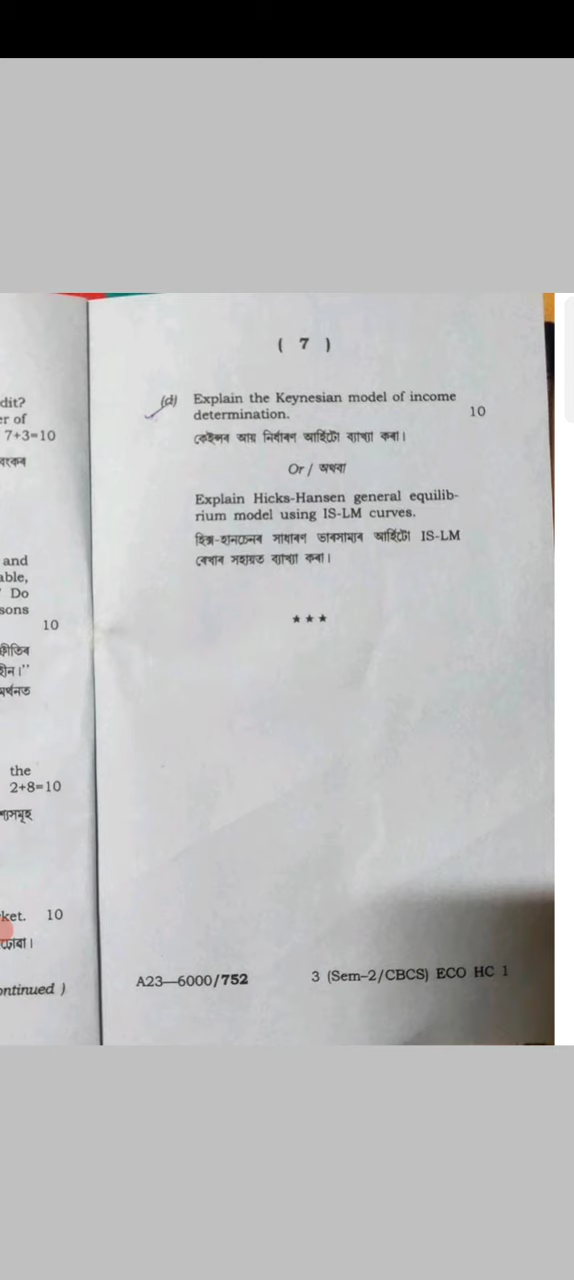 dit?
er of
7+3=10
and
able,
Do
sons
10
the
2+8=10
ket. 10
ontinued )
( 7 )
(d) Explain the Keynesian model of income
determination. 10
কেইন্সৰ আয় নিৰ্ধাৰণ আৰ্হিটো ব্যাখ্যা কৰা।
Or / অথবা
Explain Hicks-Hansen general equilib-
rium model using IS-LM curves.
হিক্স-হানচেনৰ সাধাৰণ ভাৰসাম্যৰ আৰ্হিটো IS-LM
ৰেখাৰ সহায়ত ব্যাখ্যা কৰা।
★★★
A23—6000/752 3 (Sem-2/CBCS) ECO HC 1